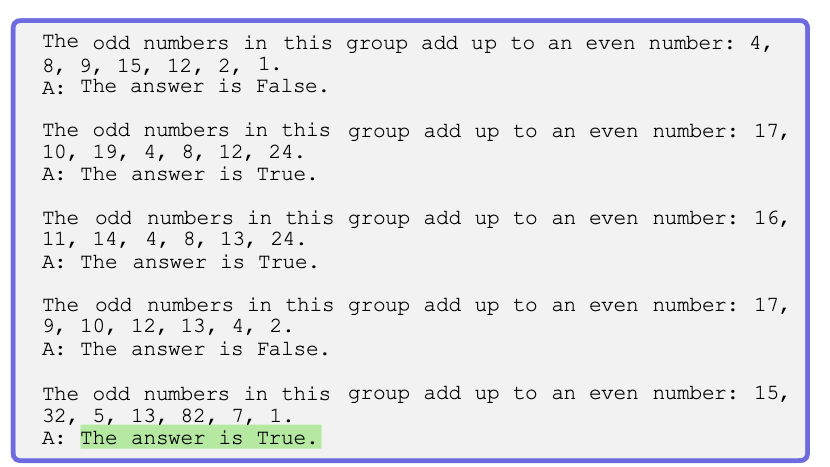 The odd numbers in this group add up to an even number: 4,
8, 9, 15, 12, 2, 1.
A: The answer is False.
The odd numbers in this group add up to an even number: 17,
10, 19, 4, 8, 12, 24.
A: The answer is True.
The odd numbers in this group add up to an even number: 16,
11, 14, 4, 8, 13, 24.
A: The answer is True.
The odd numbers in this group add up to an even number: 17,
9, 10, 12, 13, 4, 2.
A: The answer is False.
The odd numbers in this group add up to an even number: 15,
32, 5, 13, 82, 7, 1.
A: The answer is True.